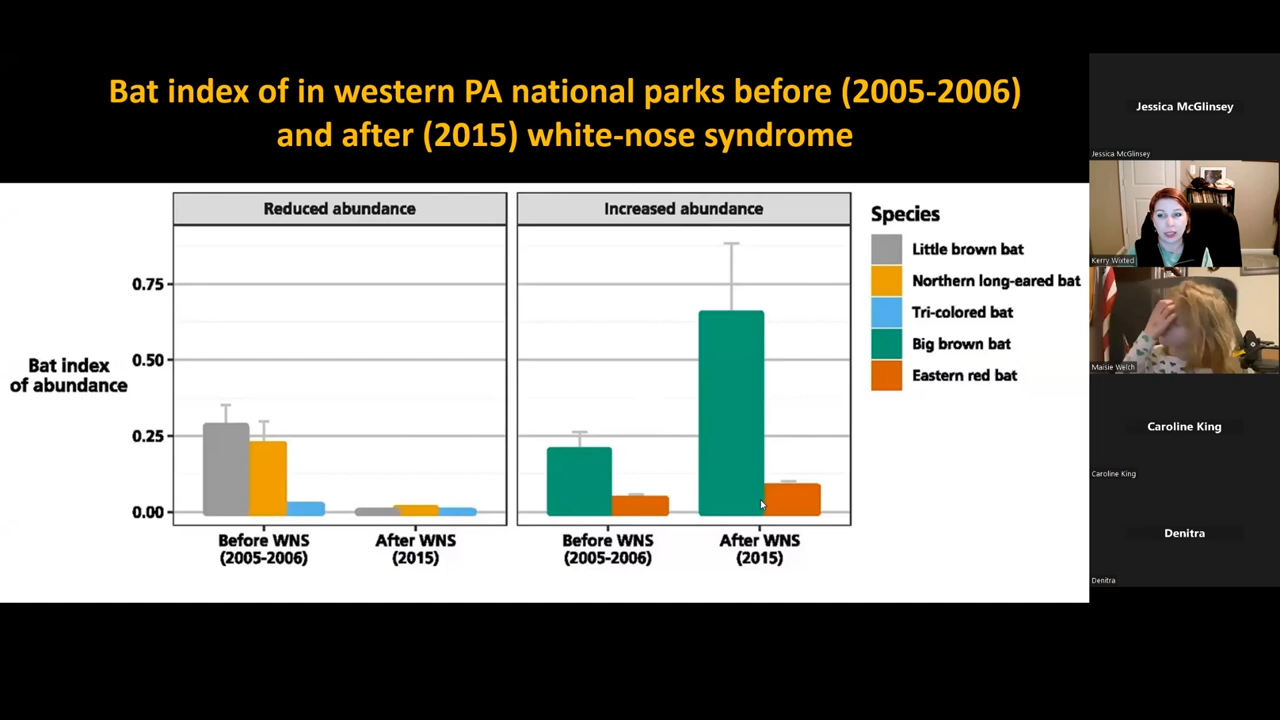 Bat index of in western PA national parks before (2005-2006)
and after (2015) white-nose syndrome
Reduced abundance
Increased abundance
Species
Little brown bat
Northern long-eared bat
Tri-colored bat
Big brown bat
Eastern red bat
Bat index
of abundance
0.75
0.50
0.25
0.00
Before WNS
(2005-2006)
After WNS
(2015)
Before WNS
(2005-2006)
After WNS
(2015)
Jessica McGlinsey
Jessica McGlinsey
Kerry Wixted
Maisie Welch
Caroline King
Caroline King
Denitra
Denitra